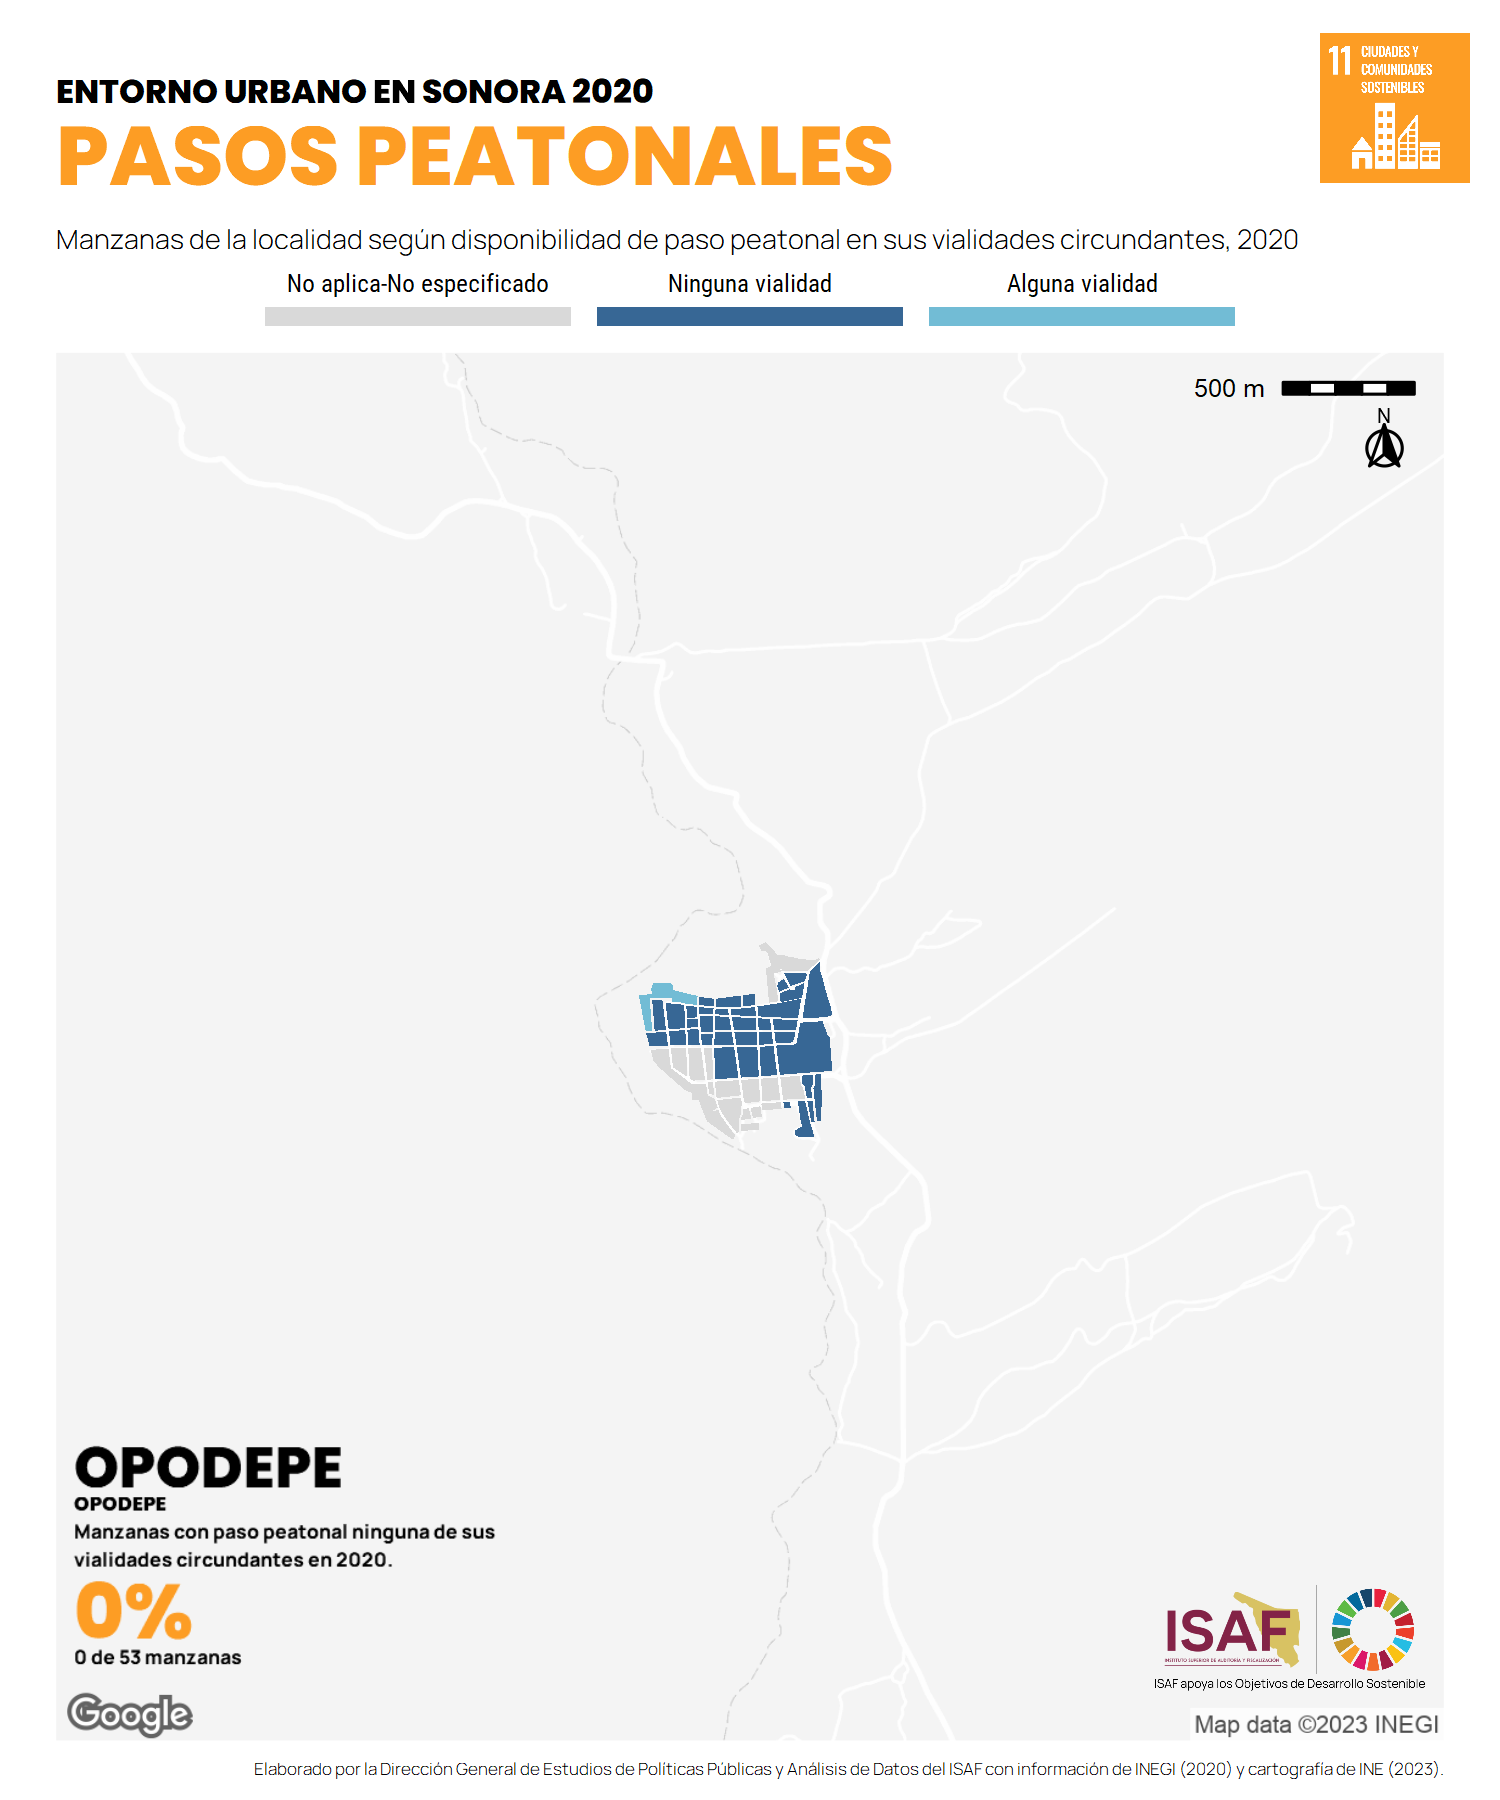 ENTORNO URBANO EN SONORA 2020
PASOS PEATONALES
11 CIUDADES Y
COMUNIDADES
SOSTENIBLES
Manzanas de la localidad según disponibilidad de paso peatonal en sus vialidades circundantes, 2020
No aplica-No especificado
Ninguna vialidad
Alguna vialidad
500 m
N
OPODEPE
OPODEPE
Manzanas con paso peatonal ninguna de sus
vialidades circundantes en 2020.
0%
0 de 53 manzanas
Google
ISAF
INSTITUTO SUPERIOR DE AUDITORÍA Y FISCALIZACIÓN
ISAF apoya los Objetivos de Desarrollo Sostenible
Map data ©2023 INEGI
Elaborado por la Dirección General de Estudios de Políticas Públicas y Análisis de Datos del ISAF con información de INEGI (2020) y cartografía de INE (2023).